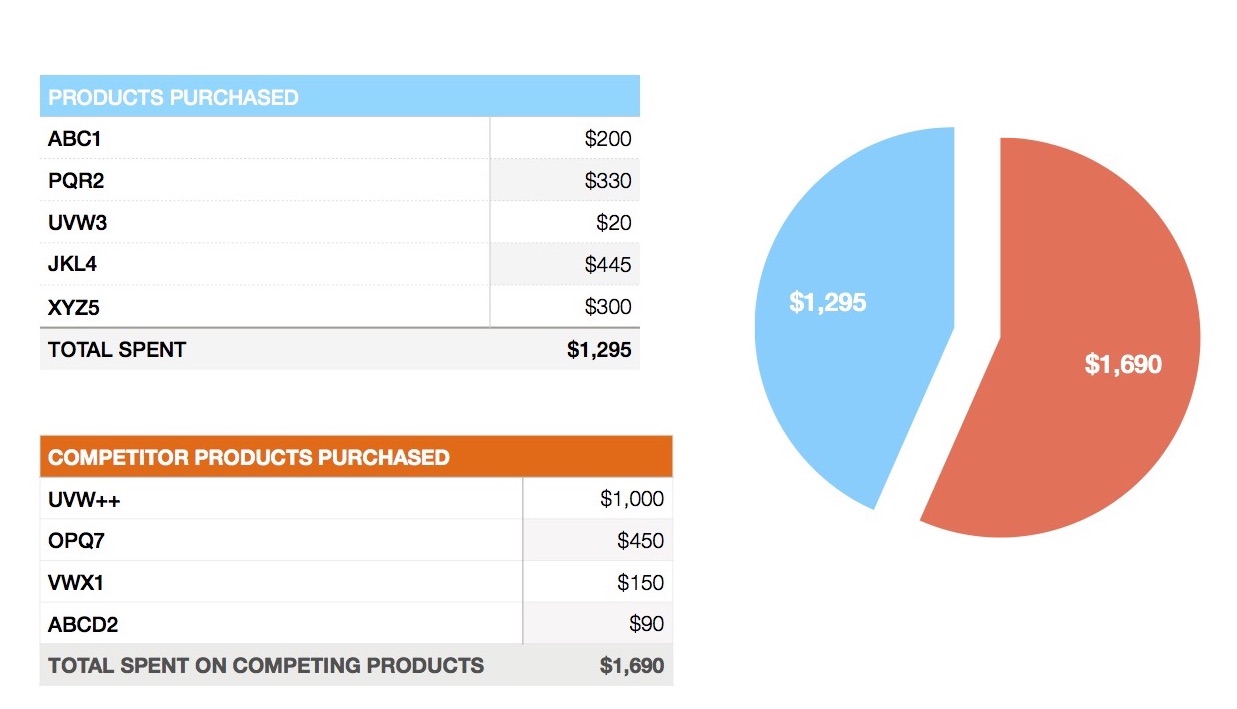 PRODUCTS PURCHASED
ABC1 $200
PQR2 $330
UVW3 $20
JKL4 $445
XYZ5 $300
TOTAL SPENT $1,295
COMPETITOR PRODUCTS PURCHASED
UVW++ $1,000
OPQ7 $450
VWX1 $150
ABCD2 $90
TOTAL SPENT ON COMPETING PRODUCTS $1,690
$1,295
$1,690